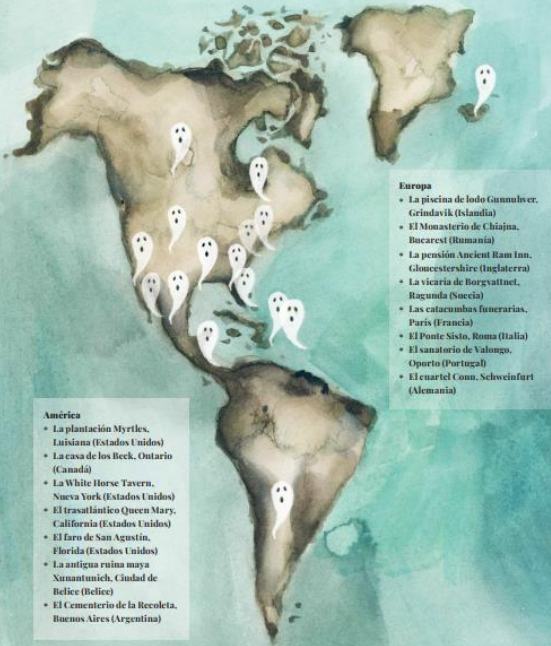 Europa
• La piscina de lodo Gunnuhver,
Grindavik (Islandia)
• El Monasterio de Chiajna,
Bucarest (Rumanía)
• La pensión Ancient Ram Inn,
Gloucestershire (Inglaterra)
• La vicaría de Borgvattnet,
Ragunda (Suecia)
• Las catacumbas funerarias,
París (Francia)
• El Ponte Sisto, Roma (Italia)
• El sanatorio de Valongo,
Oporto (Portugal)
• El cuartel Conn, Schweinfurt
(Alemania)
América
• La plantación Myrtles,
Luisiana (Estados Unidos)
• La casa de los Beck, Ontario
(Canadá)
• La White Horse Tavern,
Nueva York (Estados Unidos)
• El trasatlántico Queen Mary,
California (Estados Unidos)
• El faro de San Agustín,
Florida (Estados Unidos)
• La antigua ruina maya
Xunantunich, Ciudad de
Belice (Belice)
• El Cementerio de la Recoleta,
Buenos Aires (Argentina)